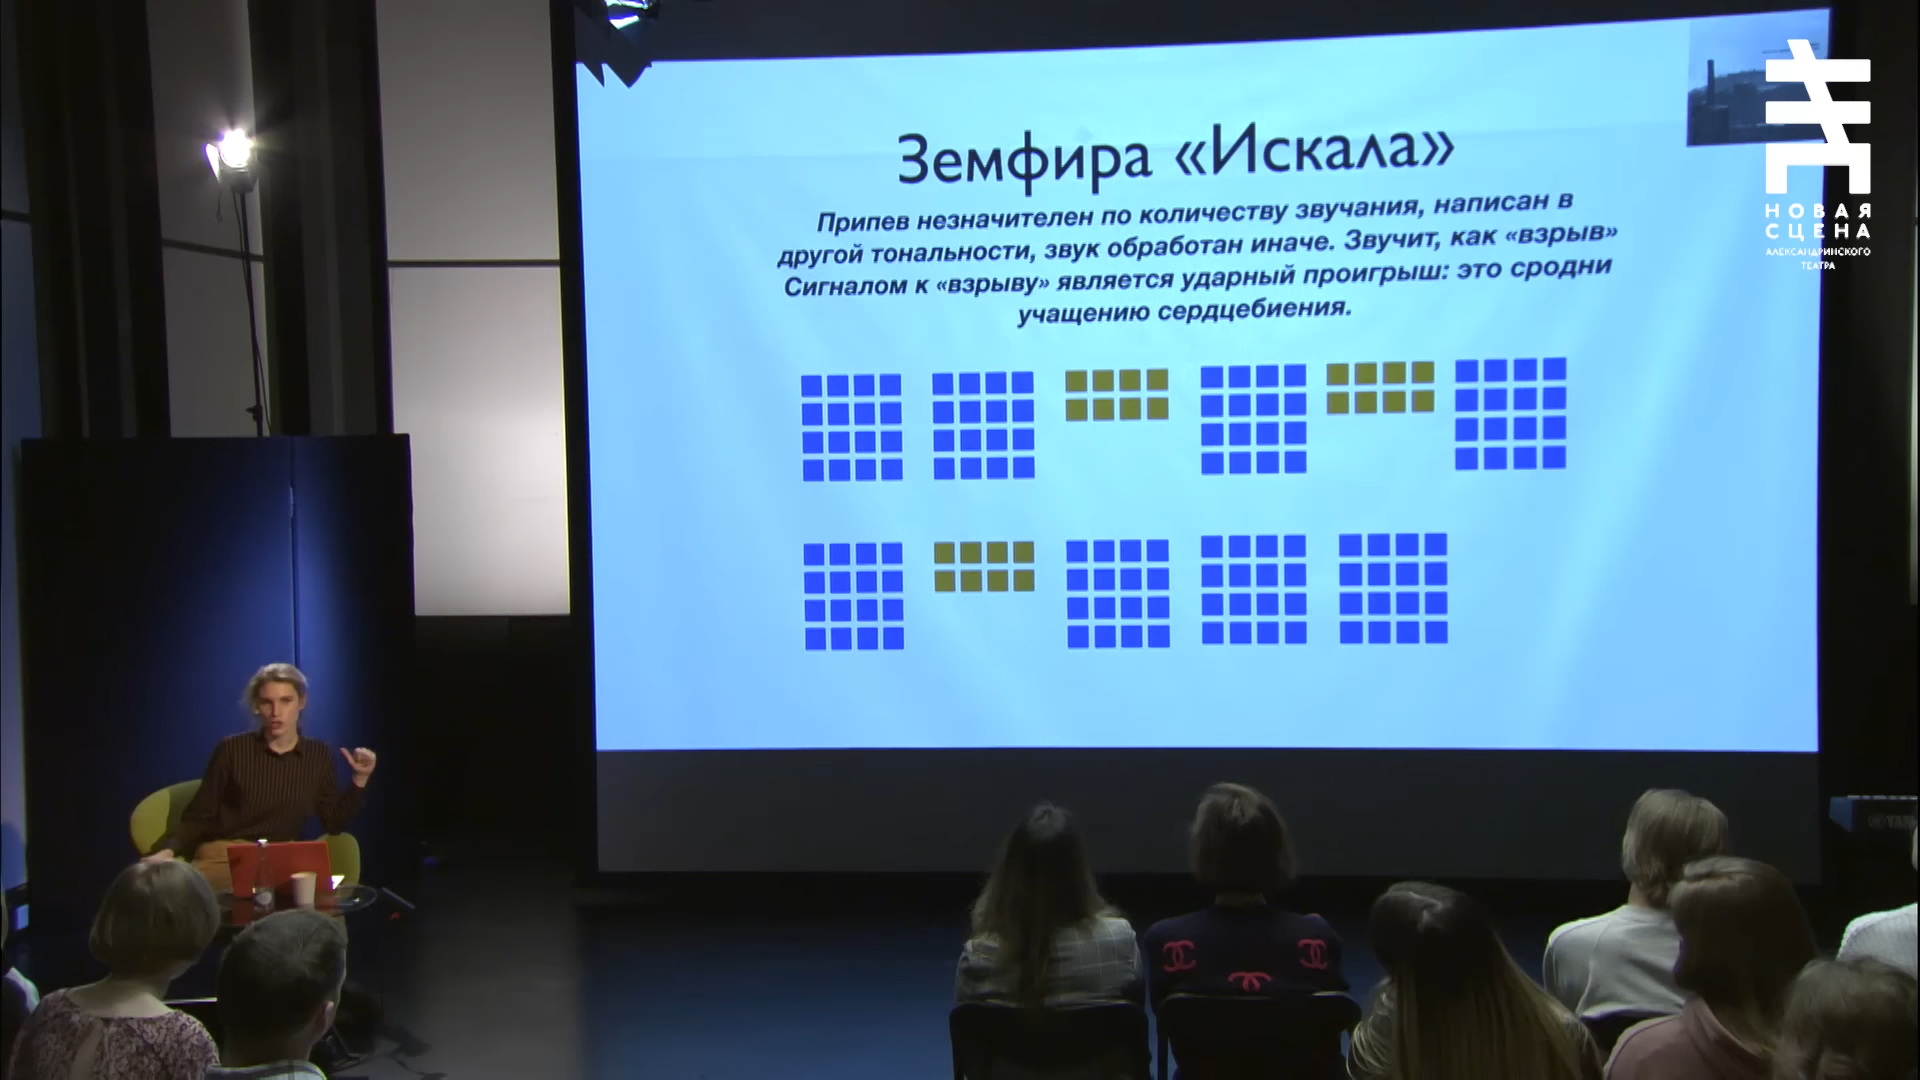 Земфира «Искала»
Припев незначителен по количеству звучания, написан в
другой тональности, звук обработан иначе. Звучит, как «взрыв»
Сигналом к «взрыву» является ударный проигрыш: это сродни
учащению сердцебиения.
НОВАЯ
СЦЕНА
АЛЕКСАНДРИНСКОГО
ТЕАТРА